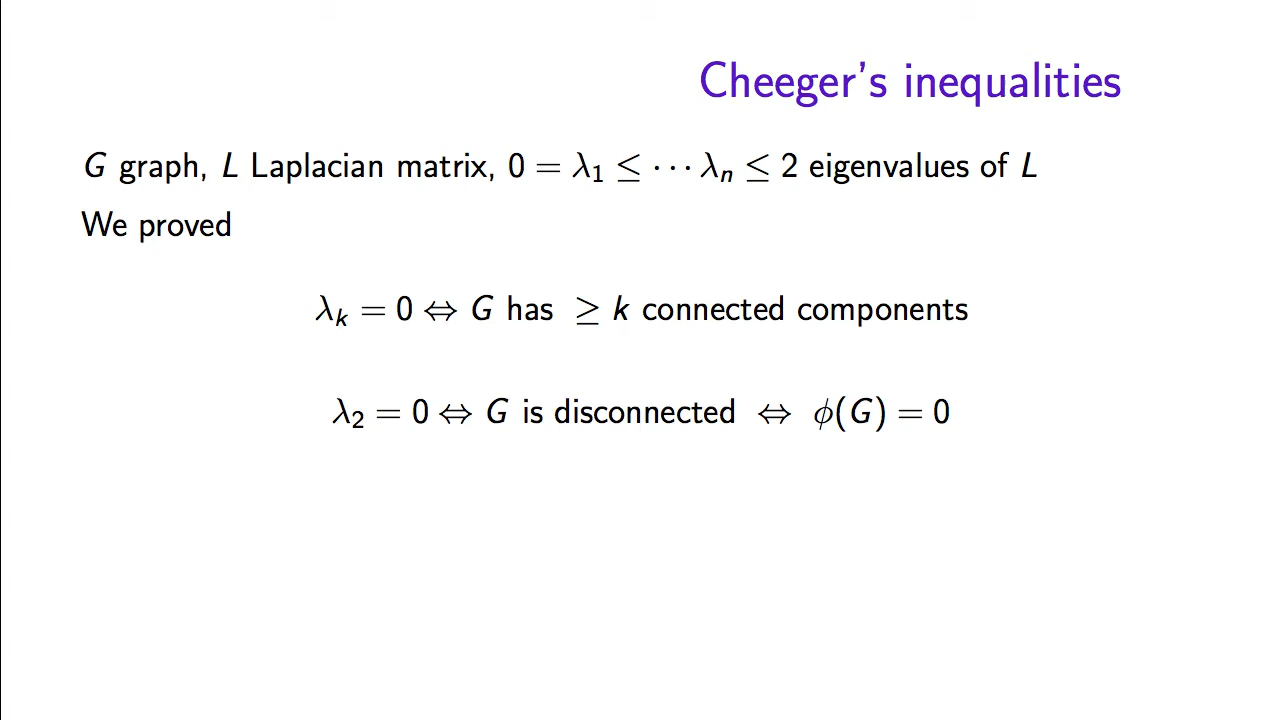 Cheeger's inequalities
G graph, L Laplacian matrix, 0 = λ₁ ≤ ⋯ λₙ ≤ 2 eigenvalues of L
We proved
λₖ = 0 ⇔ G has ≥ k connected components
λ₂ = 0 ⇔ G is disconnected ⇔ ϕ(G) = 0